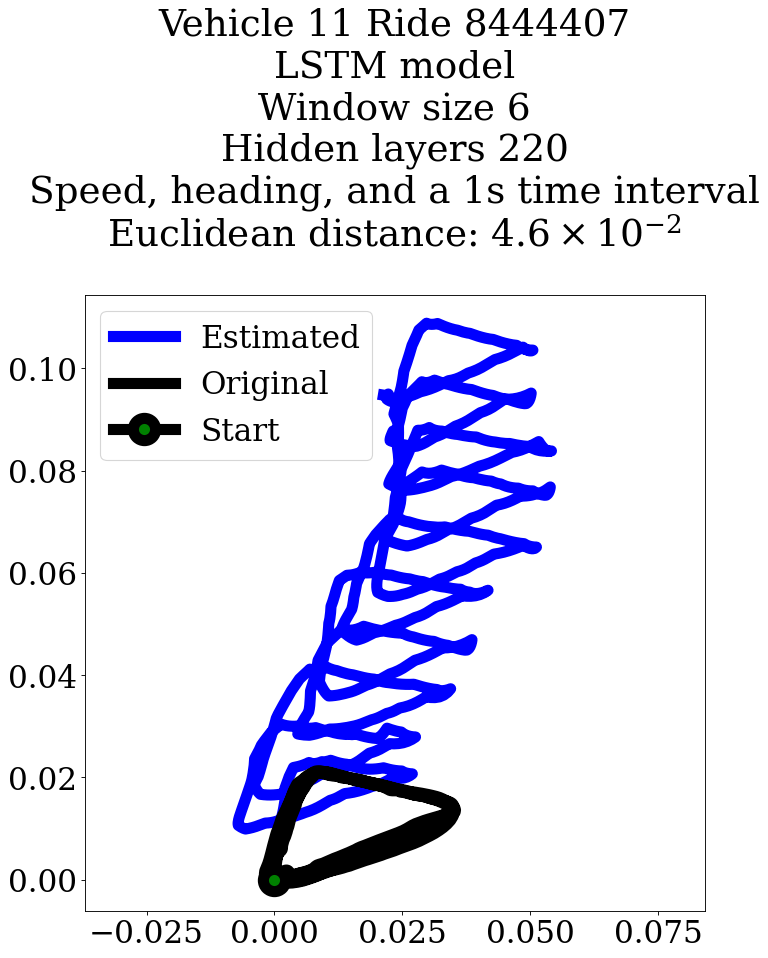 Vehicle 11 Ride 8444407
LSTM model
Window size 6
Hidden layers 220
Speed, heading, and a 1s time interval
Euclidean distance: 4.6 × 10⁻²
Estimated
Original
Start
0.10
0.08
0.06
0.04
0.02
0.00
−0.025 0.000 0.025 0.050 0.075